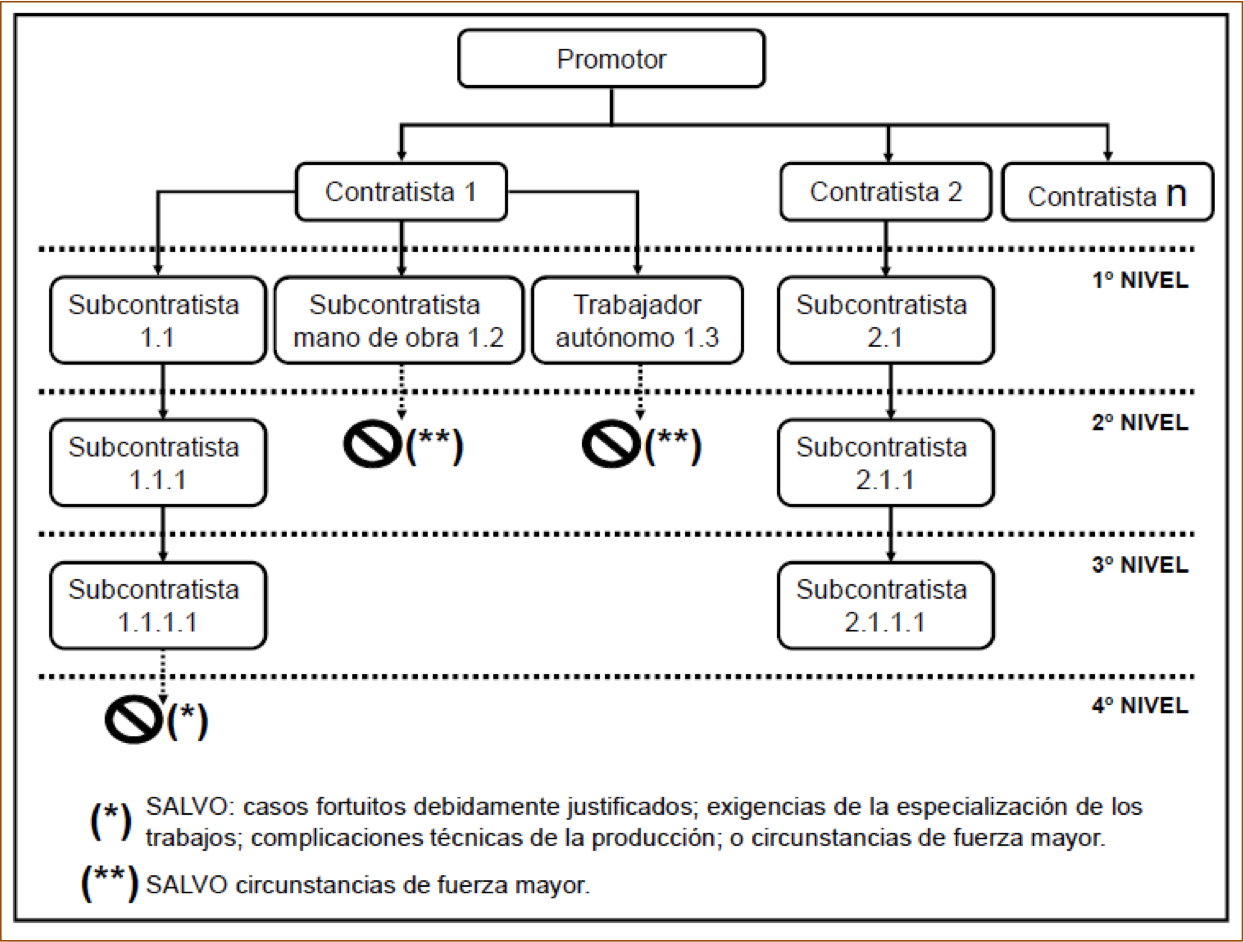 Promotor
Contratista 1
Contratista 2
Contratista n
1º NIVEL
Subcontratista
1.1
Subcontratista
mano de obra 1.2
Trabajador
autónomo 1.3
Subcontratista
2.1
2º NIVEL
Subcontratista
1.1.1
(**)
(**)
Subcontratista
2.1.1
3º NIVEL
Subcontratista
1.1.1.1
Subcontratista
2.1.1.1
4º NIVEL
(*)
(*) SALVO: casos fortuitos debidamente justificados; exigencias de la especialización de los
trabajos; complicaciones técnicas de la producción; o circunstancias de fuerza mayor.
(**) SALVO circunstancias de fuerza mayor.